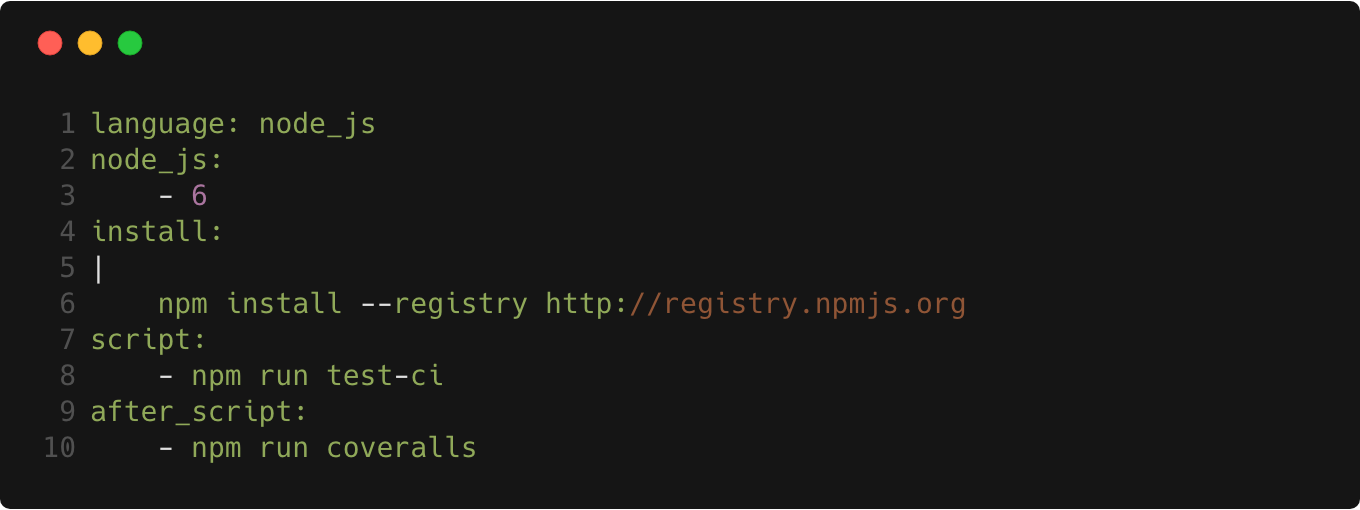 1 language: node_js
2 node_js:
3     - 6
4 install:
5 |
6     npm install --registry http://registry.npmjs.org
7 script:
8     - npm run test-ci
9 after_script:
10     - npm run coveralls